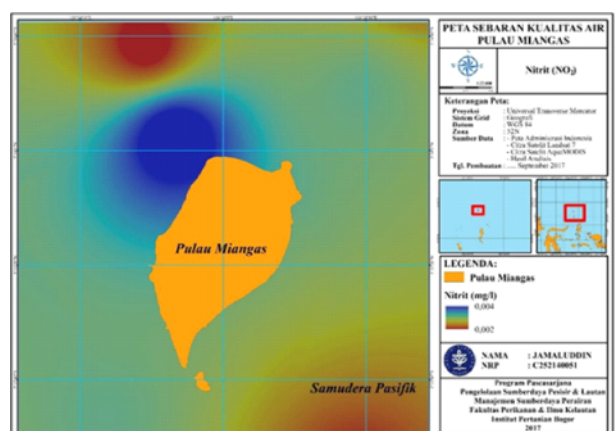 PETA SEBARAN KUALITAS AIR
PULAU MIANGAS
Nitrit (NO₂)
Keterangan Peta:
Proyeksi : Universal Transverse Mercator
Sistem Grid : Geografi
Datum : WGS 84
Zona : 52N
Sumber Data : - Peta Administrasi Indonesia
- Citra Satelit Landsat 7
- Citra Satelit Aqua MODIS
- Hasil Analisis
Tgl. Pembuatan : .... September 2017
LEGENDA:
Pulau Miangas
Nitrit (mg/l)
0,004
0,002
NAMA : JAMALUDDIN
NRP : C252140051
Program Pascasarjana
Pengelolaan Sumberdaya Pesisir & Lautan
Manajemen Sumberdaya Perairan
Fakultas Perikanan & Ilmu Kelautan
Institut Pertanian Bogor
2017
Pulau Miangas
Samudera Pasifik